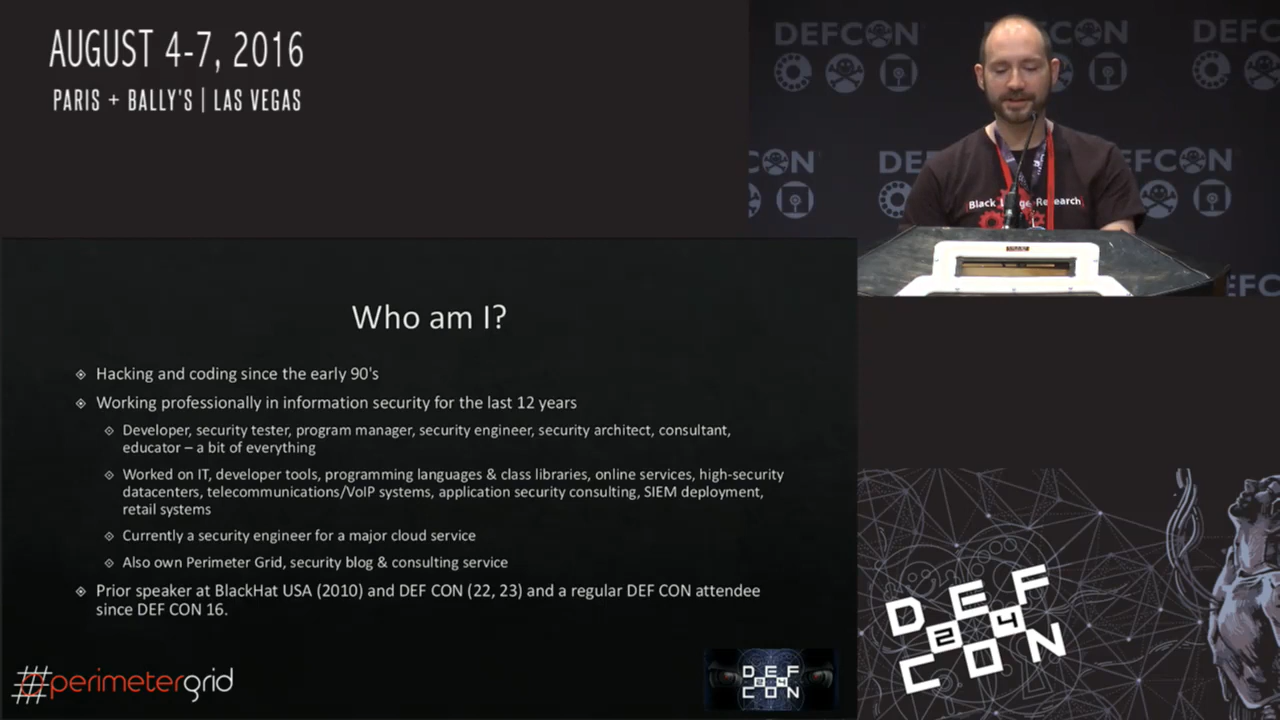 AUGUST 4-7, 2016
PARIS + BALLY'S | LAS VEGAS
DEFCON
DEFCON
DEF
FCON
Black Research
Who am I?
Hacking and coding since the early 90's
Working professionally in information security for the last 12 years
Developer, security tester, program manager, security engineer, security architect, consultant,
educator – a bit of everything
Worked on IT, developer tools, programming languages & class libraries, online services, high-security
datacenters, telecommunications/VoIP systems, application security consulting, SIEM deployment,
retail systems
Currently a security engineer for a major cloud service
Also own Perimeter Grid, security blog & consulting service
Prior speaker at BlackHat USA (2010) and DEF CON (22, 23) and a regular DEF CON attendee
since DEF CON 16.
#perimetergrid
DEF
24
CON
DEF
24
CON